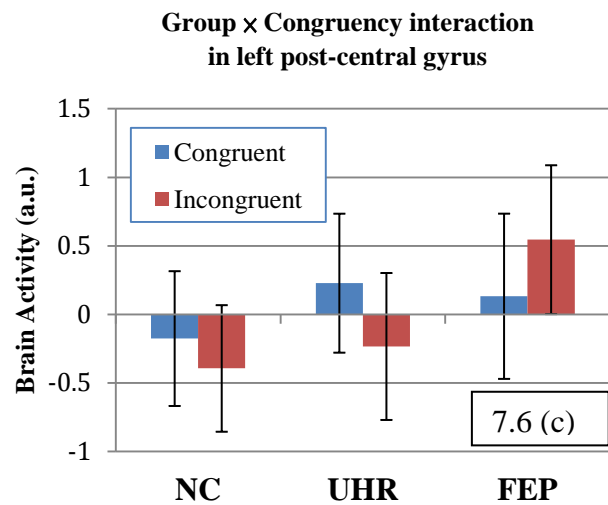 Group × Congruency interaction
in left post-central gyrus
Brain Activity (a.u.)
1.5
1
0.5
0
-0.5
-1
Congruent
Incongruent
7.6 (c)
NC UHR FEP